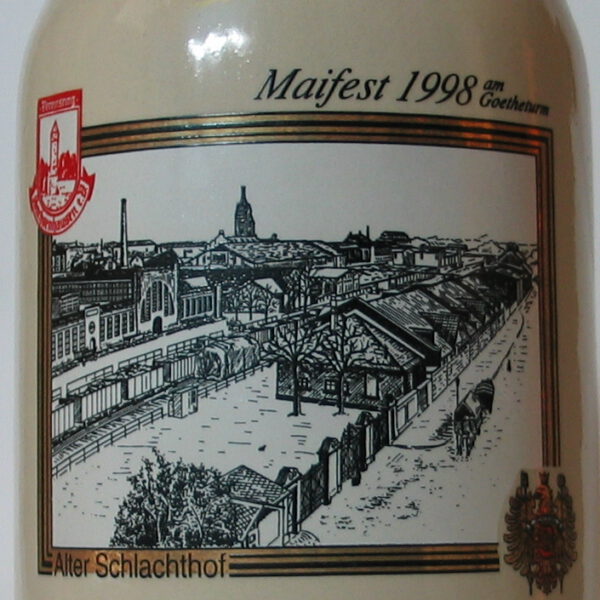 Maifest 1998 am
Goetheturm
Alter Schlachthof